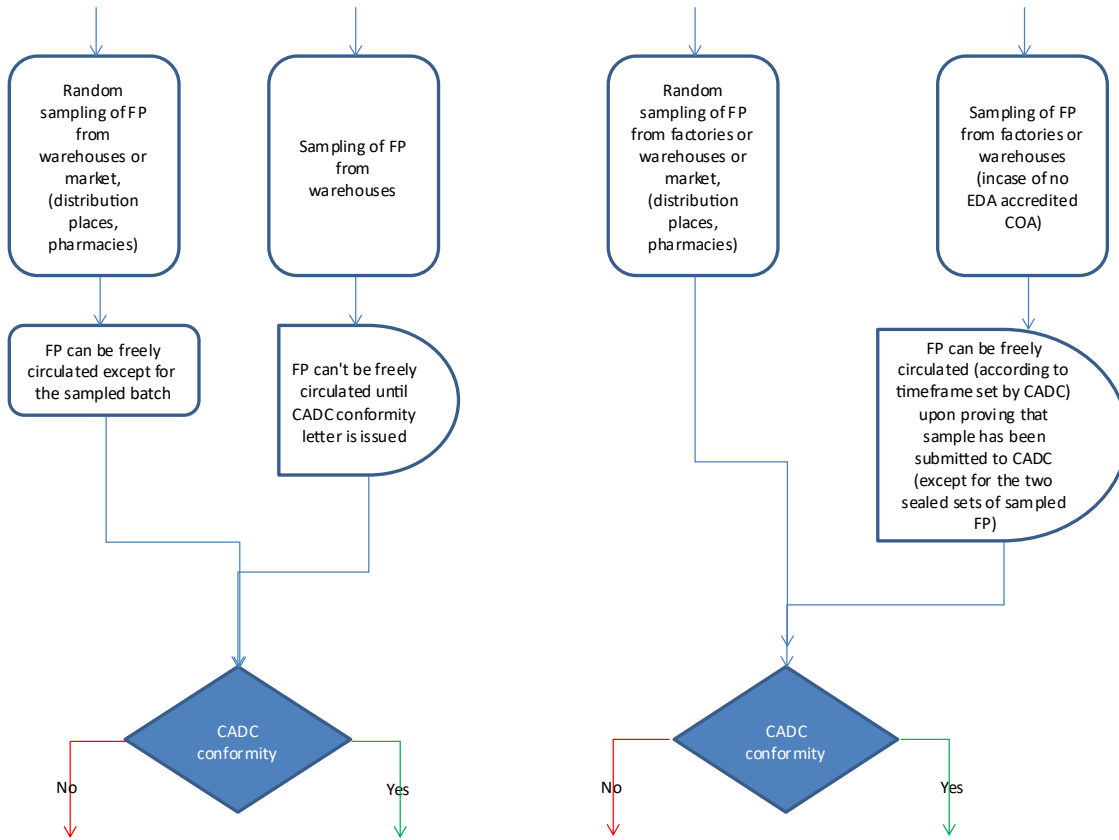 Random
sampling of FP
from
warehouses or
market,
(distribution
places,
pharmacies)
Sampling of FP
from
warehouses
Random
sampling of FP
from factories or
warehouses or
market,
(distribution
places,
pharmacies)
Sampling of FP
from factories or
warehouses
(incase of no
EDA accredited
COA)
FP can be freely
circulated except for
the sampled batch
FP can't be freely
circulated until
CADC conformity
letter is issued
FP can be freely
circulated (according to
timeframe set by CADC)
upon proving that
sample has been
submitted to CADC
(except for the two
sealed sets of sampled
FP)
CADC
conformity
No
Yes
CADC
conformity
No
Yes